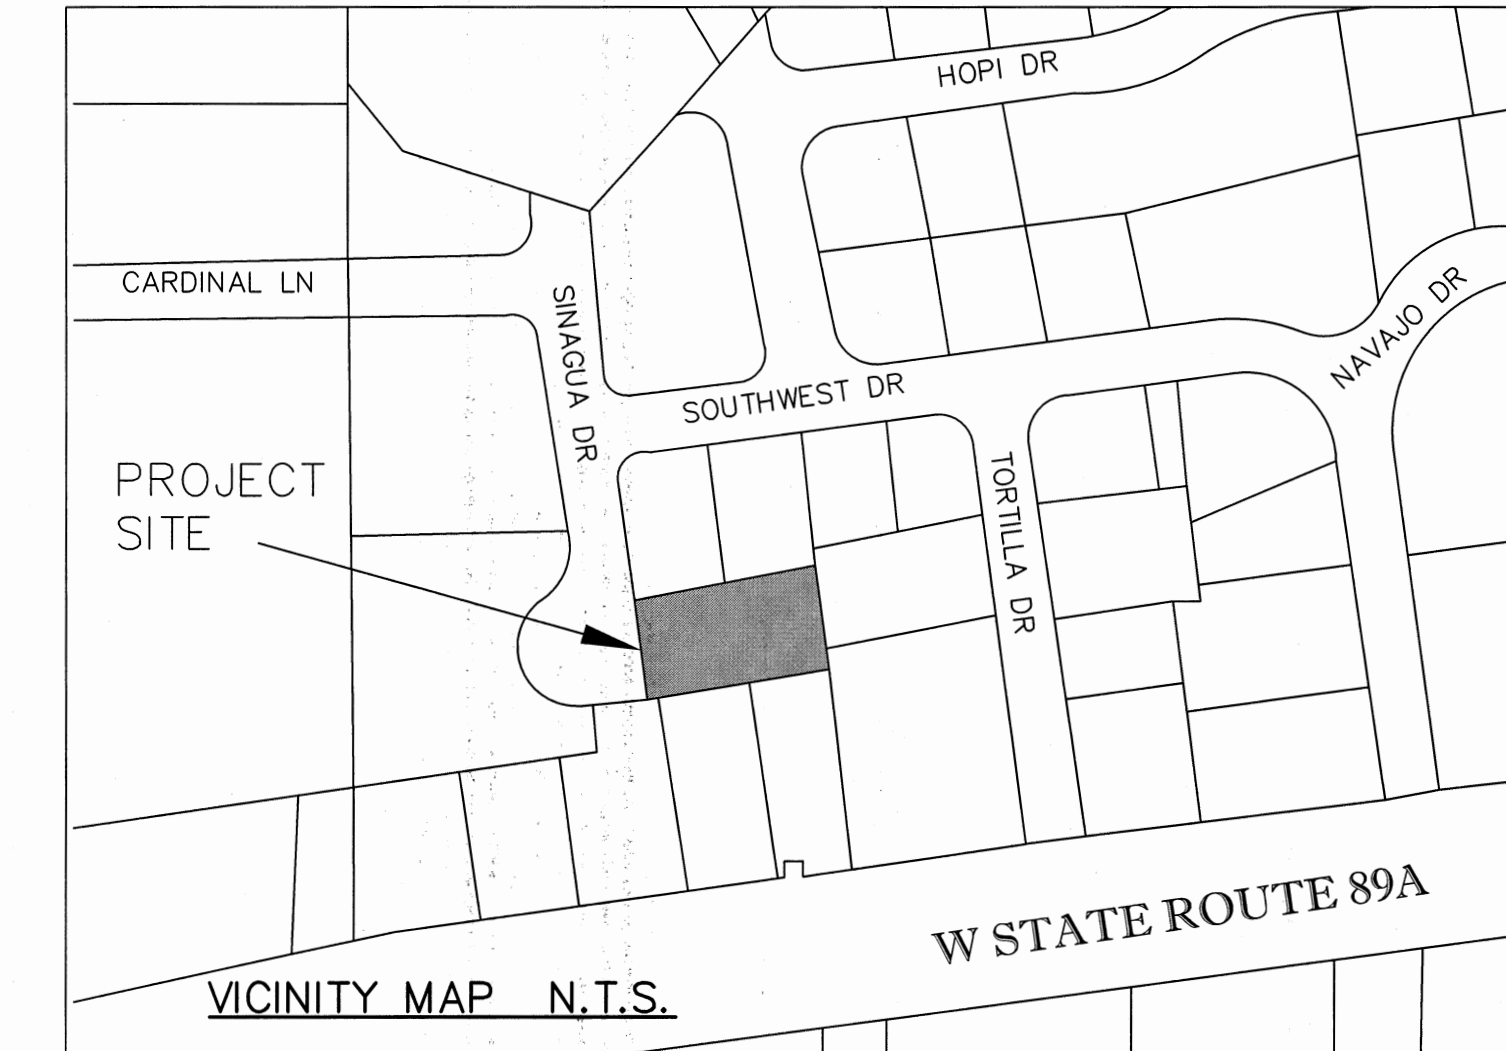 HOPI DR
CARDINAL LN
SINAGUA DR
NAVAJO DR
SOUTHWEST DR
PROJECT
SITE
TORTILLA DR
W STATE ROUTE 89A
VICINITY MAP N.T.S.